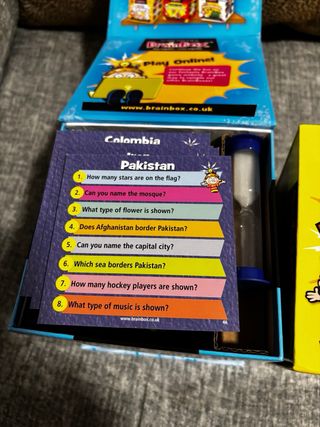 BrainBox
Play Online!
www.brainbox.co.uk
Colombia
Pakistan
1. How many stars are on the flag?
2. Can you name the mosque?
3. What type of flower is shown?
4. Does Afghanistan border Pakistan?
5. Can you name the capital city?
6. Which sea borders Pakistan?
7. How many hockey players are shown?
8. What type of music is shown?
www.brainbox.co.uk